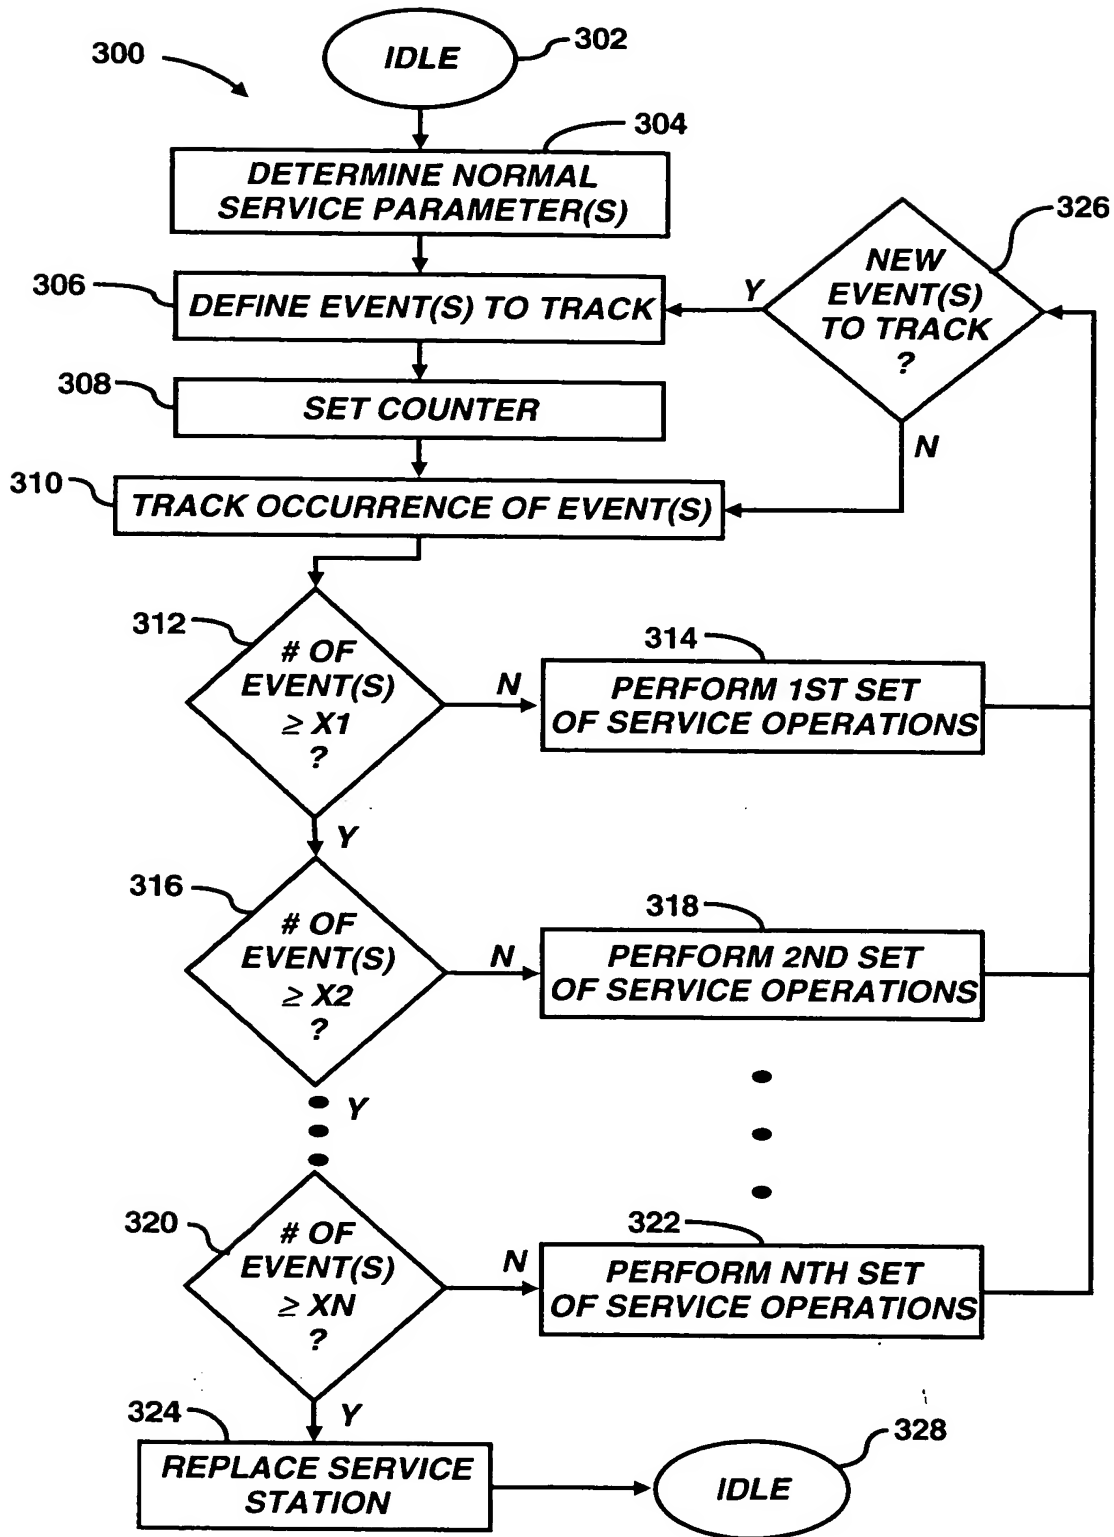 300
IDLE
302
304
DETERMINE NORMAL
SERVICE PARAMETER(S)
326
NEW
EVENT(S)
TO TRACK
?
306
DEFINE EVENT(S) TO TRACK
Y
308
SET COUNTER
N
310
TRACK OCCURRENCE OF EVENT(S)
312
# OF
EVENT(S)
≥ X1
?
N
314
PERFORM 1ST SET
OF SERVICE OPERATIONS
Y
316
# OF
EVENT(S)
≥ X2
?
N
318
PERFORM 2ND SET
OF SERVICE OPERATIONS
Y
320
# OF
EVENT(S)
≥ XN
?
N
322
PERFORM NTH SET
OF SERVICE OPERATIONS
Y
324
REPLACE SERVICE
STATION
328
IDLE